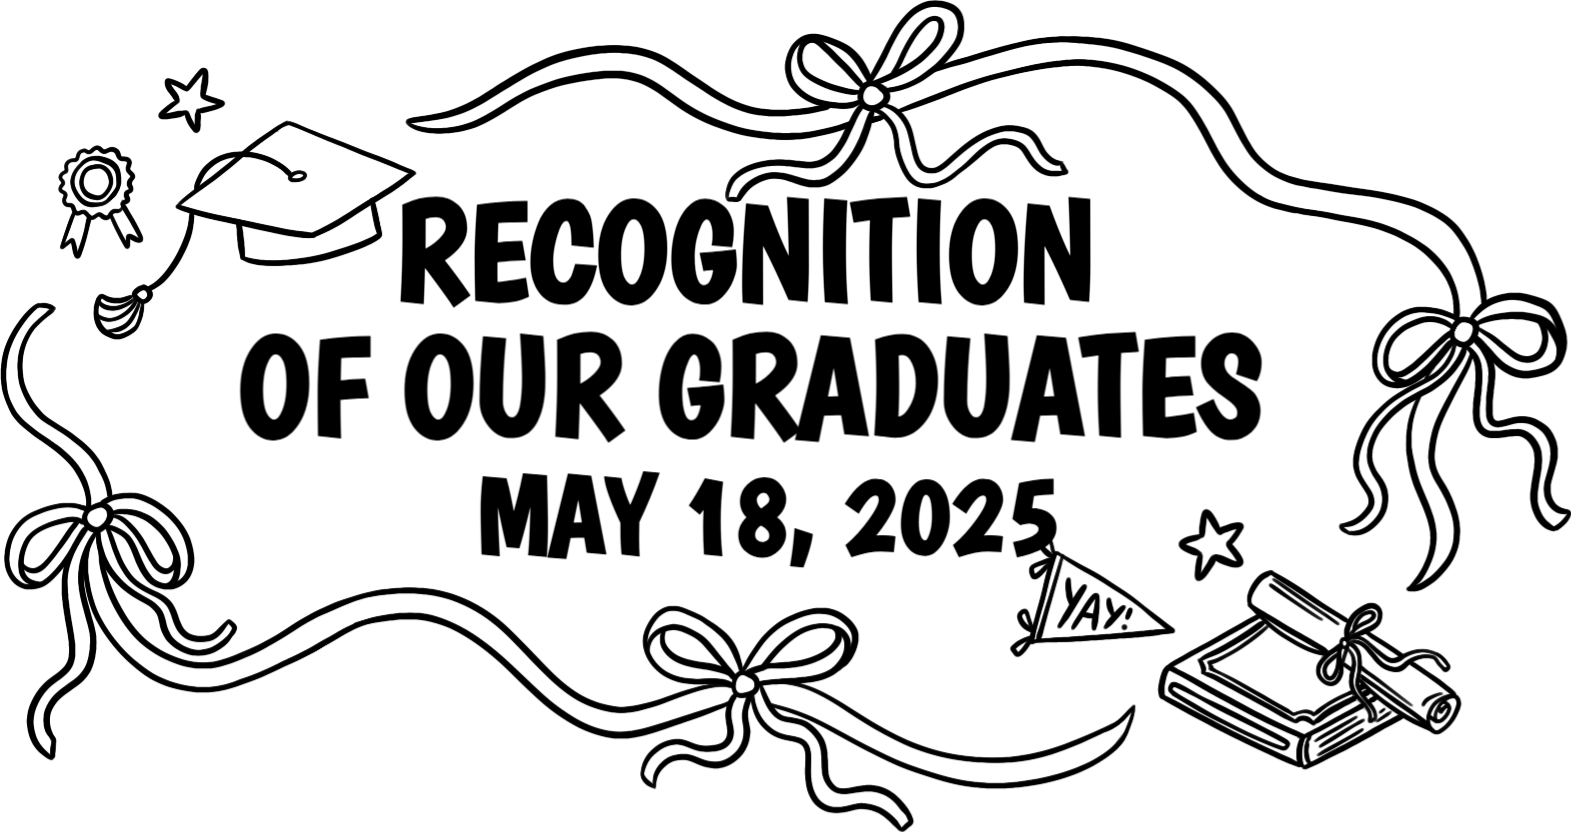 RECOGNITION
OF OUR GRADUATES
MAY 18, 2025
YAY!